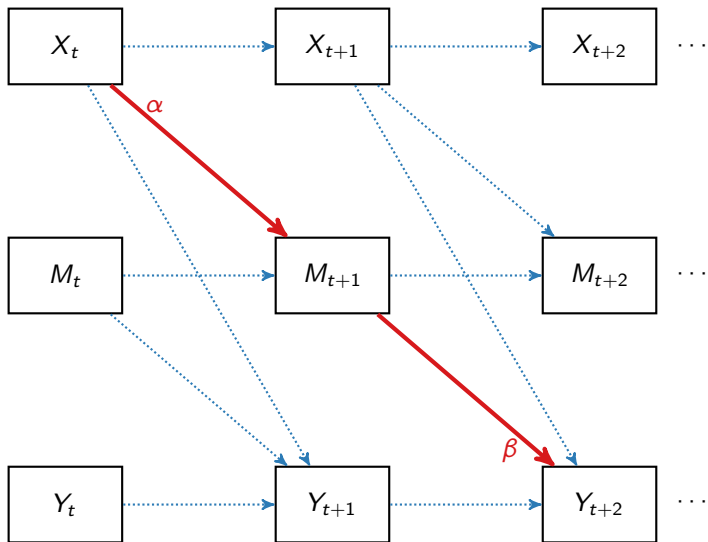 X_t X_{t+1} X_{t+2} ...
α
M_t M_{t+1} M_{t+2} ...
β
Y_t Y_{t+1} Y_{t+2} ...